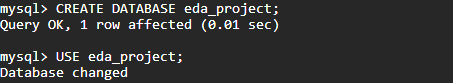 mysql> CREATE DATABASE eda_project;
Query OK, 1 row affected (0.01 sec)
mysql> USE eda_project;
Database changed